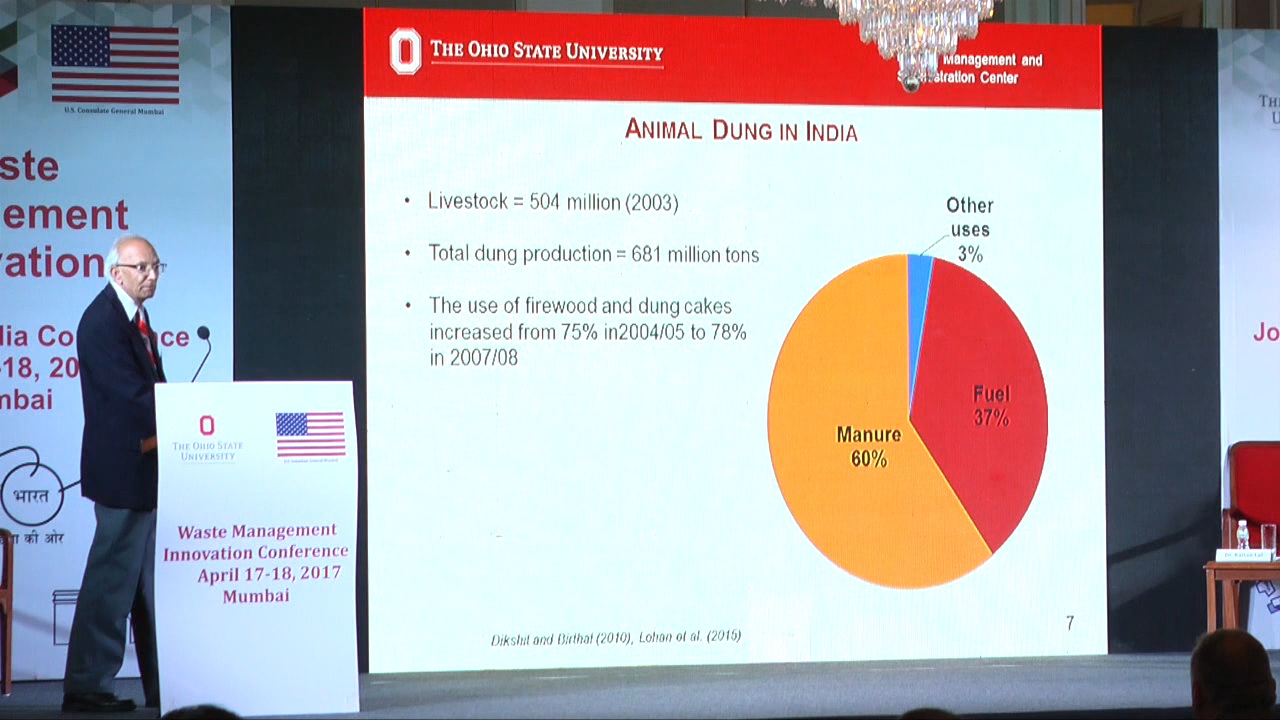 U.S. Consulate General Mumbai
ste
ement
vation
dia Co ce
-18, 20
mbai
भारत
की ओर
THE OHIO STATE UNIVERSITY
Management and
stration Center
ANIMAL DUNG IN INDIA
• Livestock = 504 million (2003)
• Total dung production = 681 million tons
• The use of firewood and dung cakes
increased from 75% in2004/05 to 78%
in 2007/08
Other
uses
3%
Fuel
37%
Manure
60%
Dikshit and Birthal (2010), Lohan et al. (2015)
7
O
THE OHIO STATE
UNIVERSITY
Waste Management
Innovation Conference
April 17-18, 2017
Mumbai
TH
U
Jo